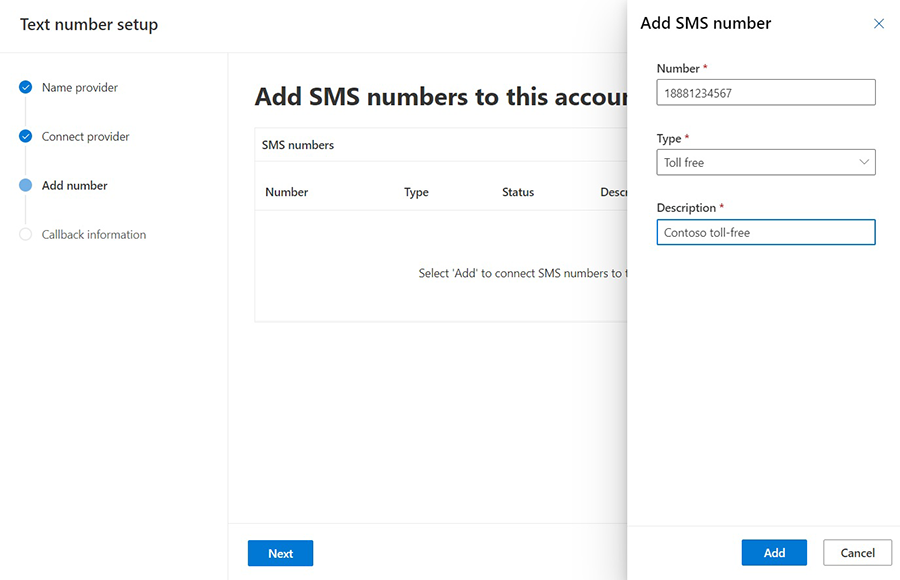 Text number setup
Name provider
Connect provider
Add number
Callback information
Add SMS numbers to this
SMS numbers
Number Type Status
Select 'Add' to connect SMS numbers to
Next
Add SMS number
Number *
18881234567
Type *
Toll free
Description *
Contoso toll-free
Add Cancel